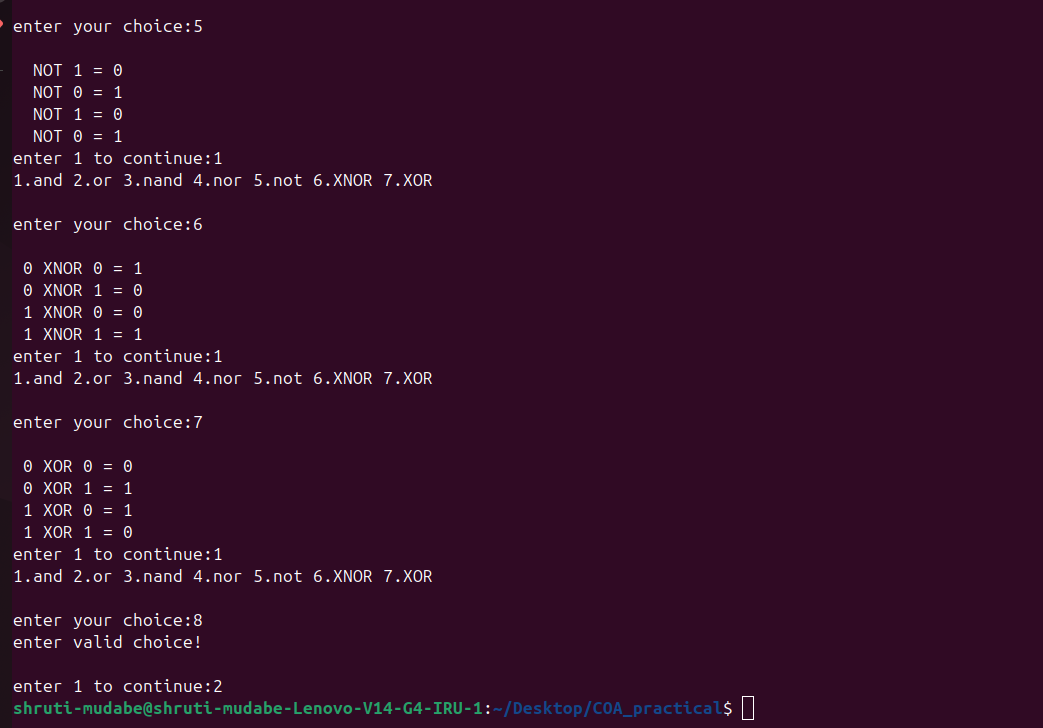 enter your choice:5
NOT 1 = 0
NOT 0 = 1
NOT 1 = 0
NOT 0 = 1
enter 1 to continue:1
1.and 2.or 3.nand 4.nor 5.not 6.XNOR 7.XOR
enter your choice:6
0 XNOR 0 = 1
0 XNOR 1 = 0
1 XNOR 0 = 0
1 XNOR 1 = 1
enter 1 to continue:1
1.and 2.or 3.nand 4.nor 5.not 6.XNOR 7.XOR
enter your choice:7
0 XOR 0 = 0
0 XOR 1 = 1
1 XOR 0 = 1
1 XOR 1 = 0
enter 1 to continue:1
1.and 2.or 3.nand 4.nor 5.not 6.XNOR 7.XOR
enter your choice:8
enter valid choice!
enter 1 to continue:2
shruti-mudabe@shruti-mudabe-Lenovo-V14-G4-IRU-1:~/Desktop/COA_practical$